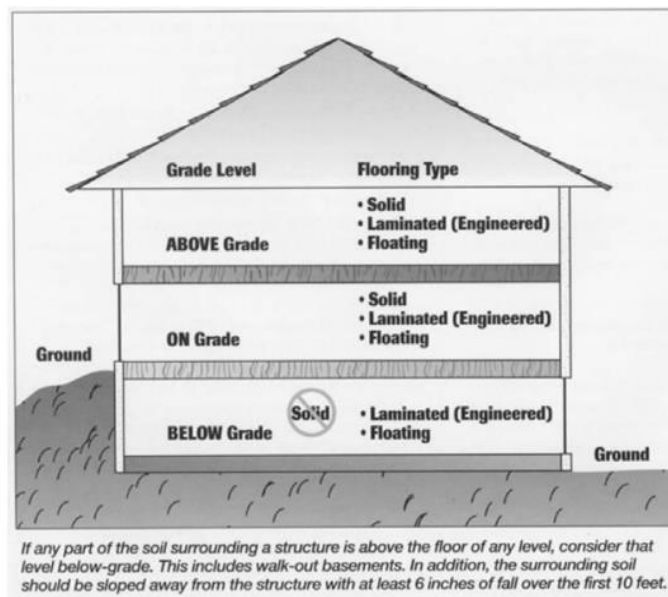 Grade Level Flooring Type
• Solid
• Laminated (Engineered)
ABOVE Grade • Floating
• Solid
• Laminated (Engineered)
Ground
ON Grade • Floating
Solid • Laminated (Engineered)
BELOW Grade • Floating
Ground
If any part of the soil surrounding a structure is above the floor of any level, consider that
level below-grade. This includes walk-out basements. In addition, the surrounding soil
should be sloped away from the structure with at least 6 inches of fall over the first 10 feet.